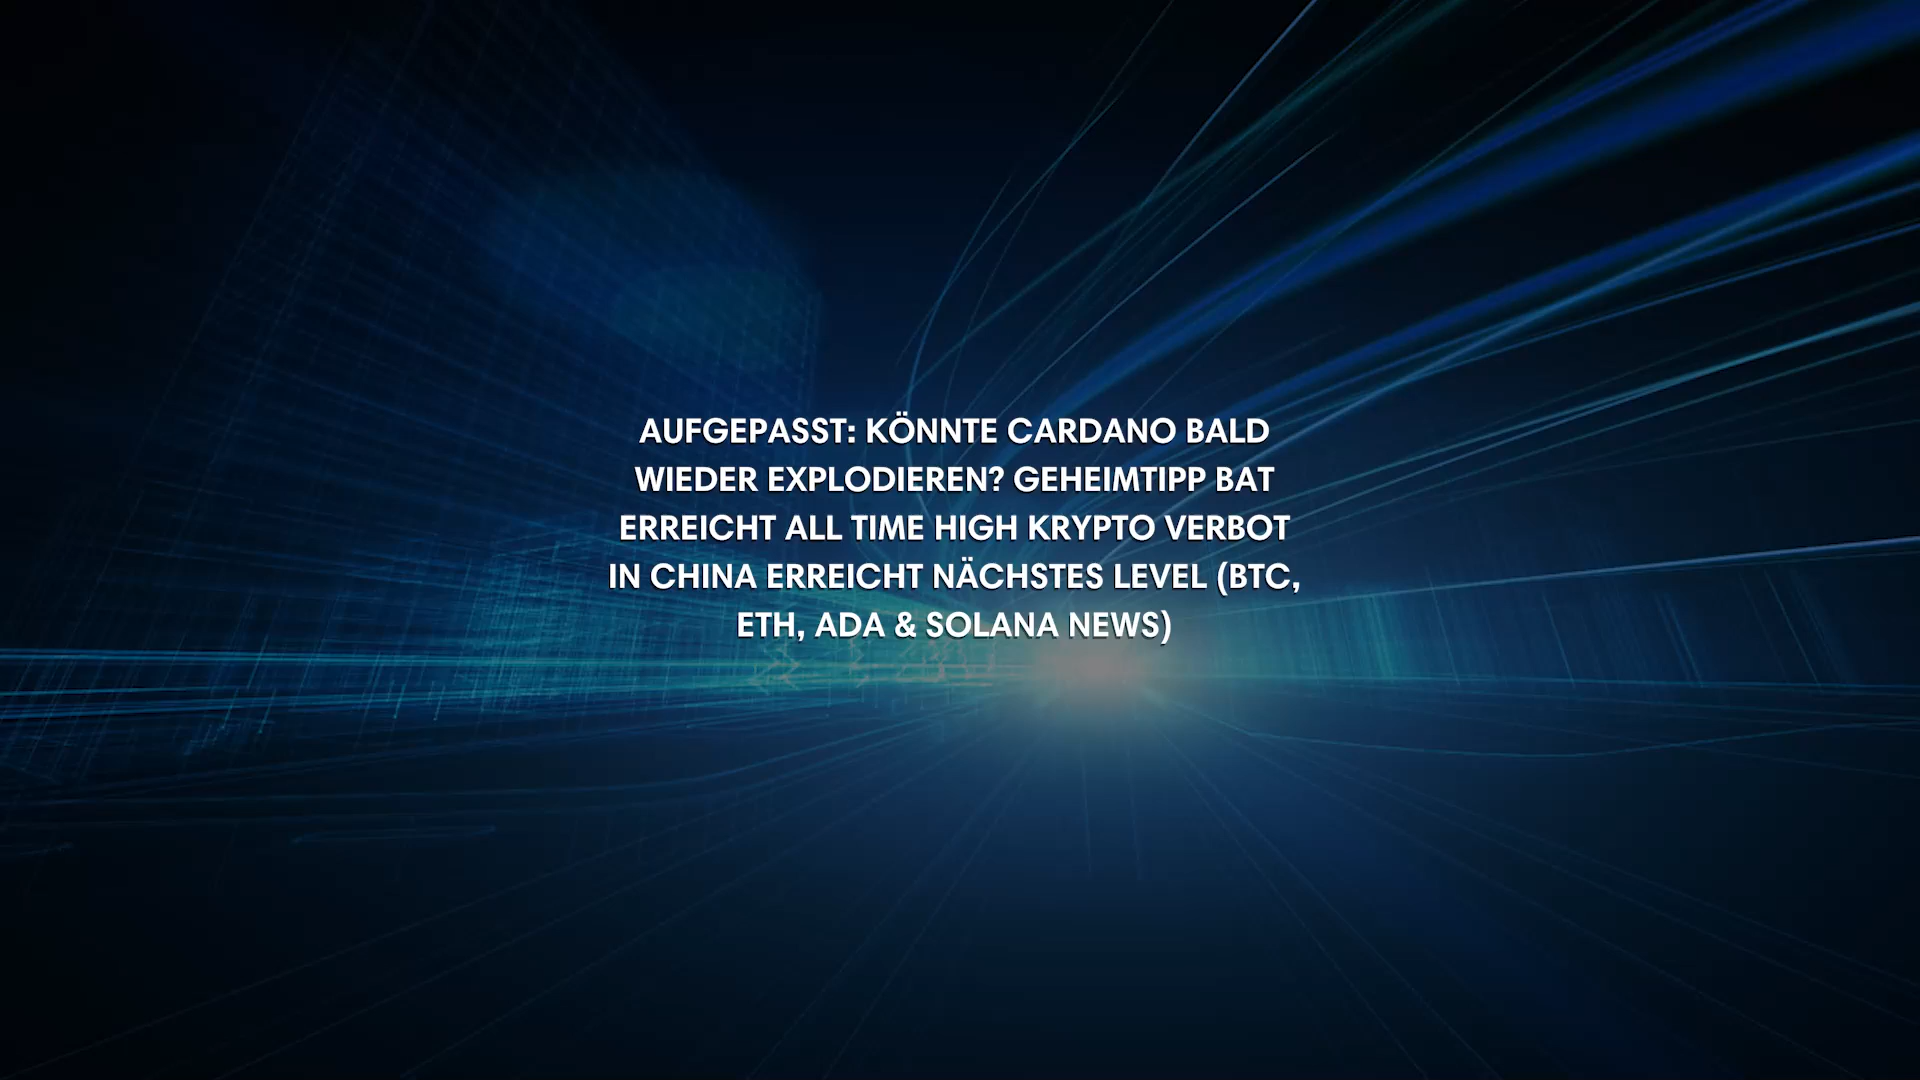 AUFGEPASST: KÖNNTE CARDANO BALD
WIEDER EXPLODIEREN? GEHEIMTIPP BAT
ERREICHT ALL TIME HIGH KRYPTO VERBOT
IN CHINA ERREICHT NÄCHSTES LEVEL (BTC,
ETH, ADA & SOLANA NEWS)